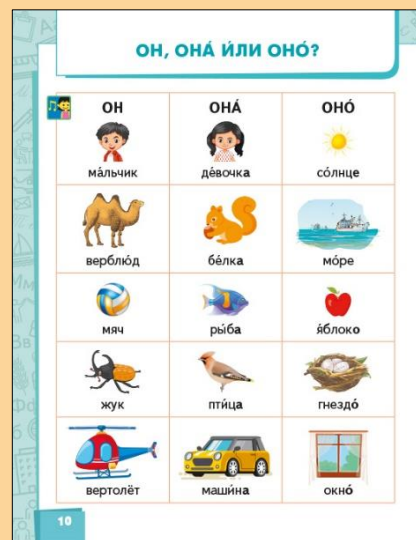 ОН, ОНА́ И́ЛИ ОНО́?
ОН ОНА́ ОНО́
ма́льчик де́вочка со́лнце
верблю́д бе́лка мо́ре
мяч ры́ба я́блоко
жук пти́ца гнездо́
вертолёт маши́на окно́
10